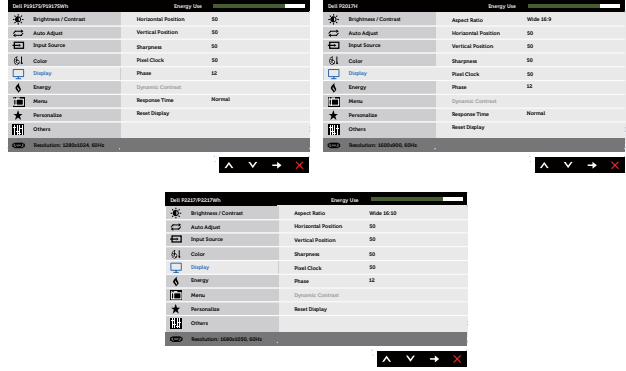 Dell P1917S/P1917SWh Energy Use
Brightness / Contrast Horizontal Position 50
Auto Adjust Vertical Position 50
Input Source Sharpness 50
Color Pixel Clock 50
Display Phase 12
Energy Dynamic Contrast
Menu Response Time Normal
Personalize Reset Display
Others
Resolution: 1280x1024, 60Hz
Dell P2017H Energy Use
Brightness / Contrast Aspect Ratio Wide 16:9
Auto Adjust Horizontal Position 50
Input Source Vertical Position 50
Color Sharpness 50
Display Pixel Clock 50
Energy Phase 12
Menu Dynamic Contrast
Personalize Response Time Normal
Others Reset Display
Resolution: 1600x900, 60Hz
Dell P2217/P2217Wh Energy Use
Brightness / Contrast Aspect Ratio Wide 16:10
Auto Adjust Horizontal Position 50
Input Source Vertical Position 50
Color Sharpness 50
Display Pixel Clock 50
Energy Phase 12
Menu Dynamic Contrast
Personalize Reset Display
Others
Resolution: 1680x1050, 60Hz